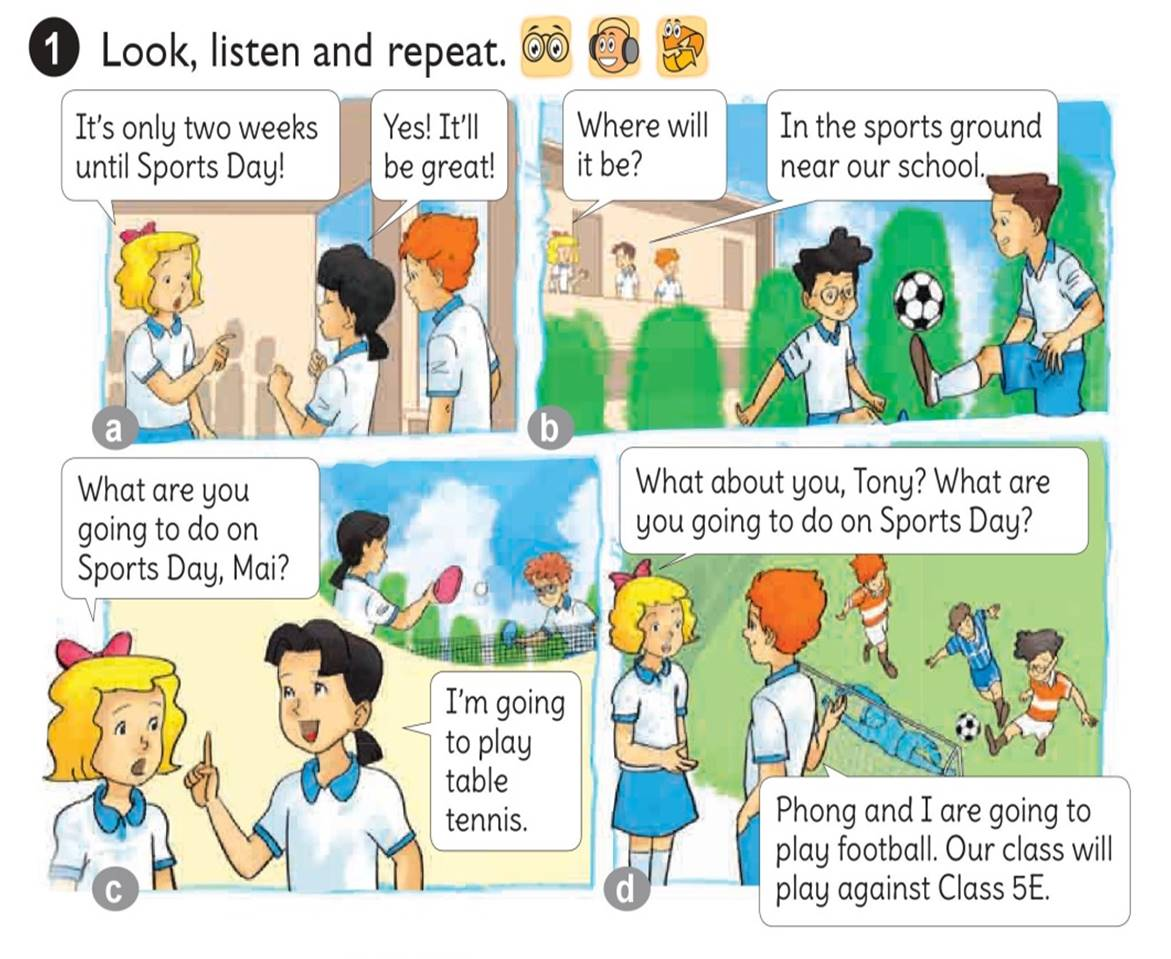 1 Look, listen and repeat.
It's only two weeks
until Sports Day!
Yes! It'll
be great!
a
Where will
it be?
In the sports ground
near our school.
b
What are you
going to do on
Sports Day, Mai?
I'm going
to play
table
tennis.
c
What about you, Tony? What are
you going to do on Sports Day?
Phong and I are going to
play football. Our class will
play against Class 5E.
d